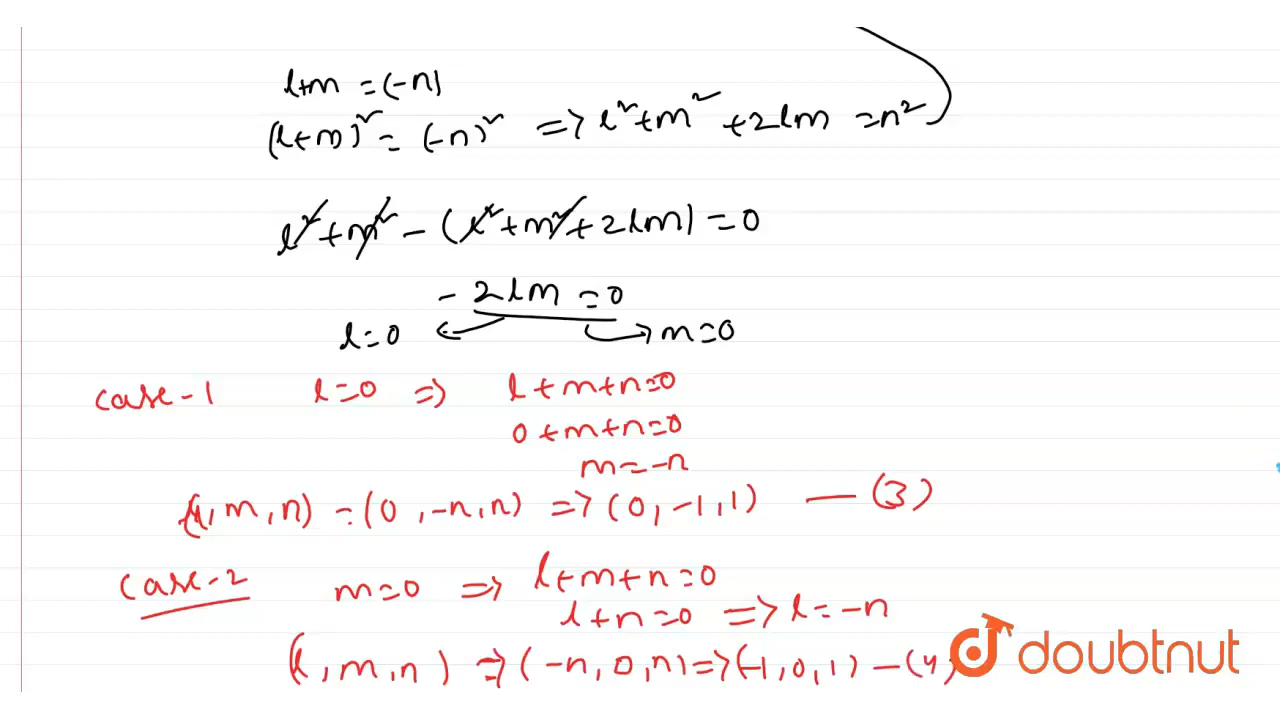 l+m = (-n)
(l+m)² = (-n)² => l²+m²+2lm = n²)
l²+m² - (l²+m²+2lm) = 0
- 2lm = 0
l=0 m=0
case-1 l=0 => l+m+n=0
0+m+n=0
m=-n
(l,m,n) = (0,-n,n) => (0,-1,1) — (3)
case-2 m=0 => l+m+n=0
l+n=0 => l=-n
(l,m,n) => (-n,0,n) => (-1,0,1) — (4)
doubtnut